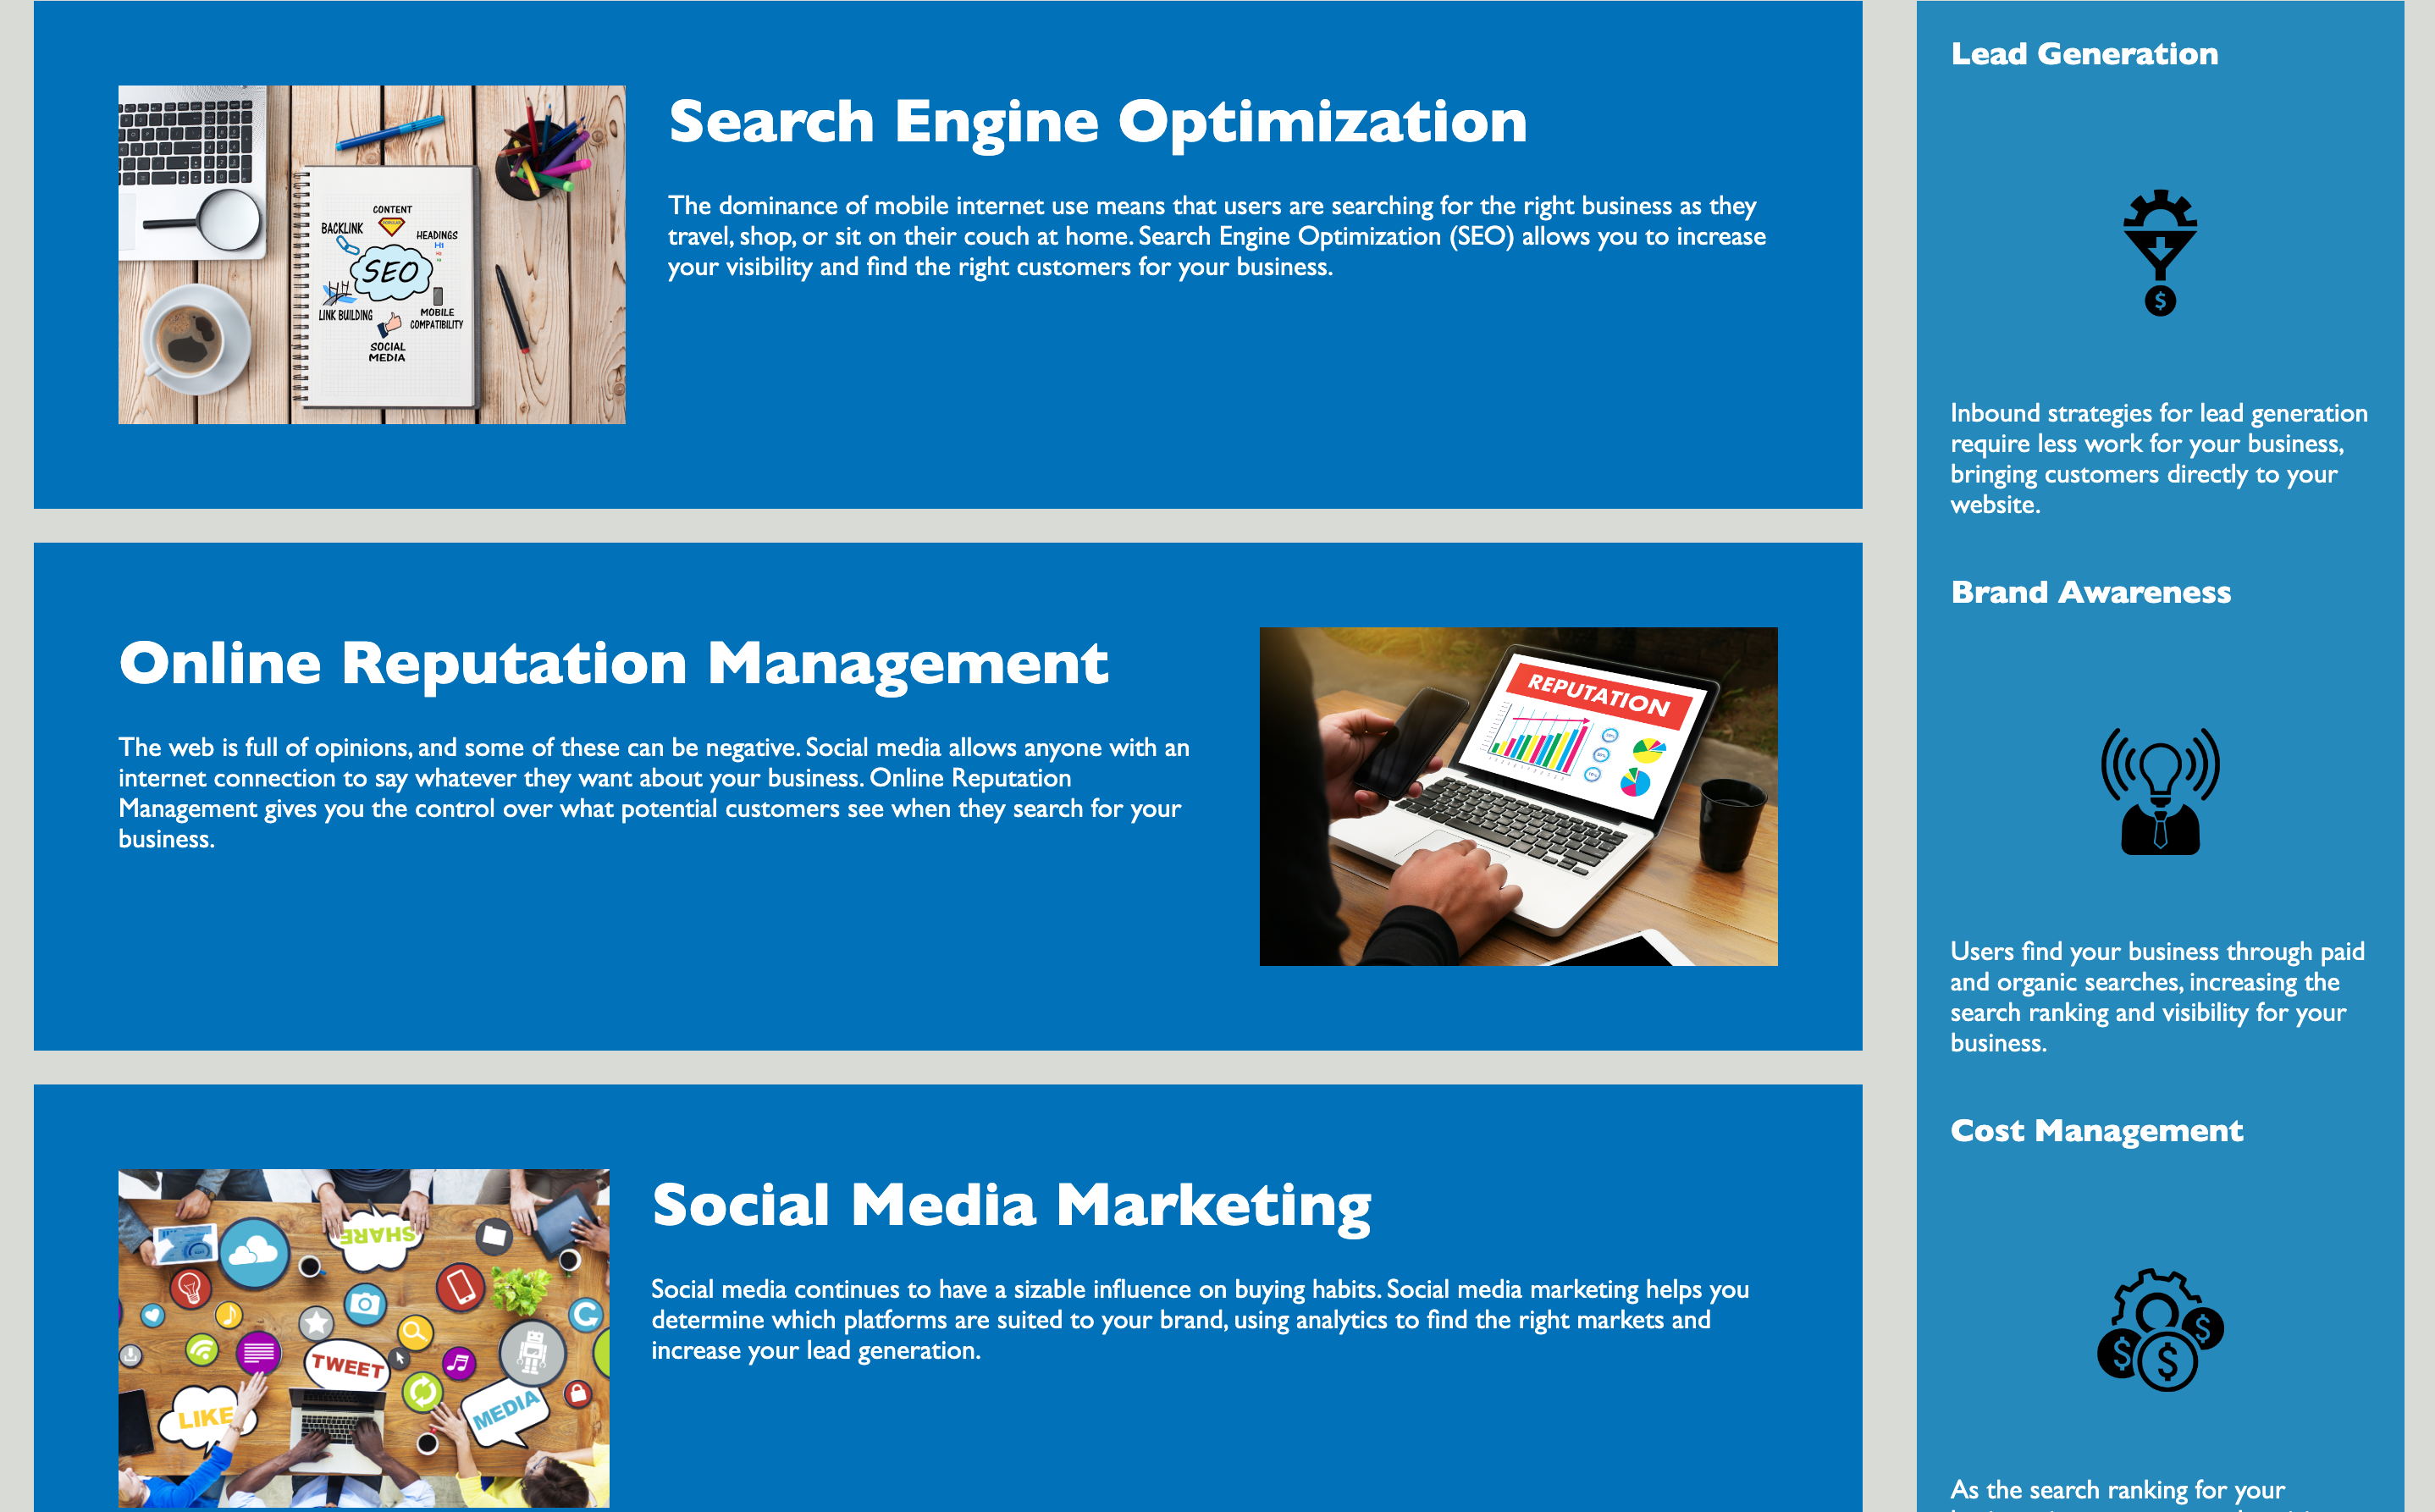 Search Engine Optimization
The dominance of mobile internet use means that users are searching for the right business as they
travel, shop, or sit on their couch at home. Search Engine Optimization (SEO) allows you to increase
your visibility and find the right customers for your business.
CONTENT
BACKLINK
HEADINGS
H1
SEO
LINK BUILDING
MOBILE
COMPATIBILITY
SOCIAL
MEDIA
Online Reputation Management
The web is full of opinions, and some of these can be negative. Social media allows anyone with an
internet connection to say whatever they want about your business. Online Reputation
Management gives you the control over what potential customers see when they search for your
business.
REPUTATION
Social Media Marketing
Social media continues to have a sizable influence on buying habits. Social media marketing helps you
determine which platforms are suited to your brand, using analytics to find the right markets and
increase your lead generation.
SHARE
TWEET
LIKE
MEDIA
Lead Generation
$
Inbound strategies for lead generation
require less work for your business,
bringing customers directly to your
website.
Brand Awareness
Users find your business through paid
and organic searches, increasing the
search ranking and visibility for your
business.
Cost Management
$
$
$
As the search ranking for your